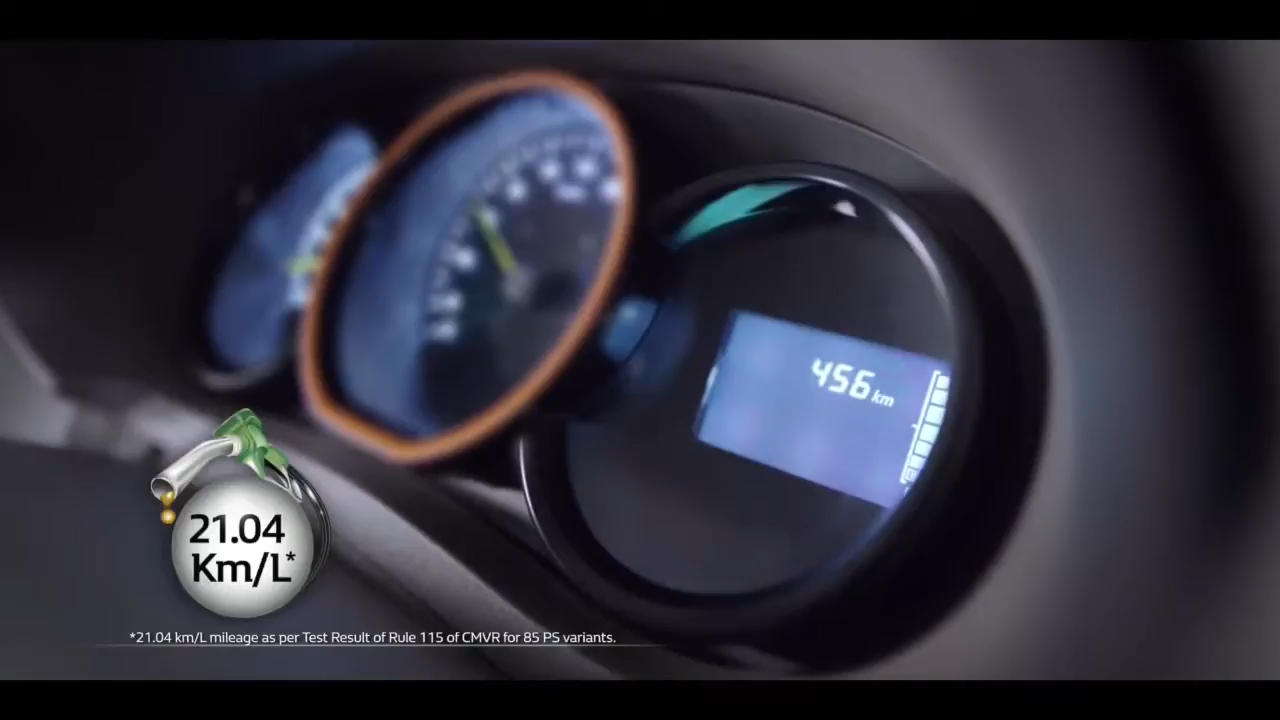 456 km
21.04
Km/L*
*21.04 km/L mileage as per Test Result of Rule 115 of CMVR for 85 PS variants.